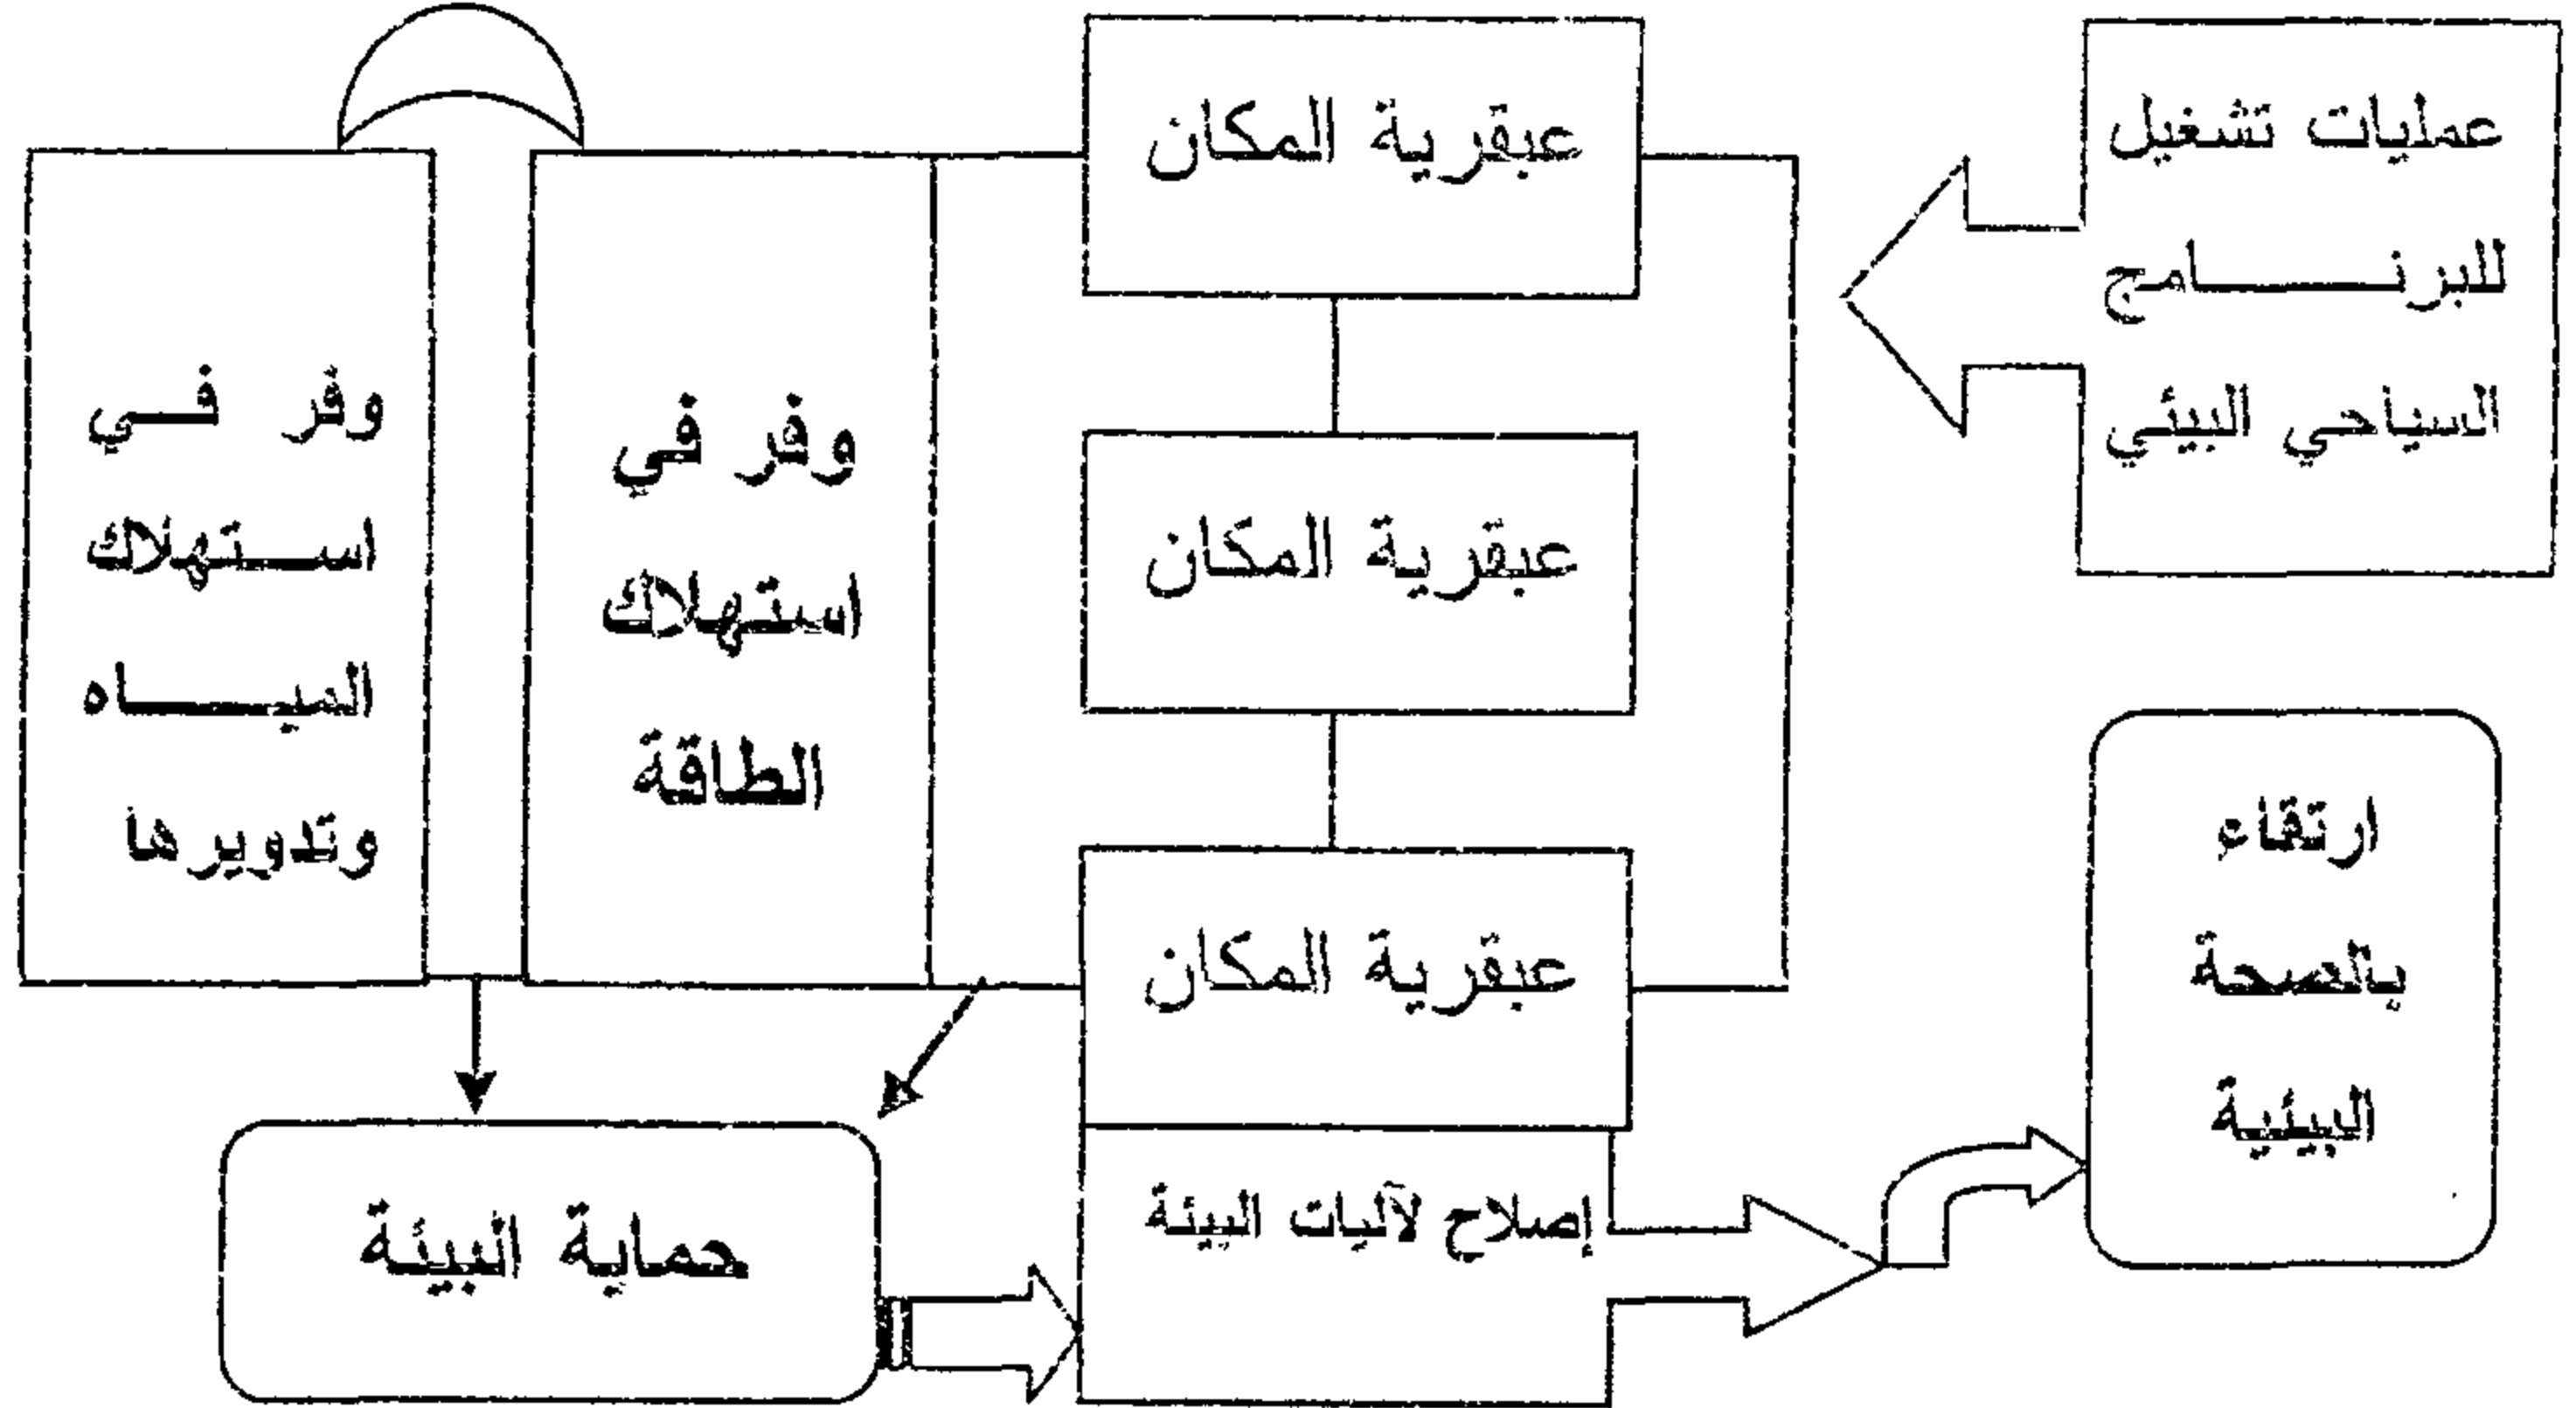 عمليات تشغيل
للبرنامج
السياحي البيئي
عبقرية المكان
عبقرية المكان
عبقرية المكان
وفر في
استهلاك
الطاقة
وفر في
استهلاك
المياه
وتدويرها
حماية البيئة
إصلاح لآليات البيئة
ارتقاء
بالصحة
البيئية